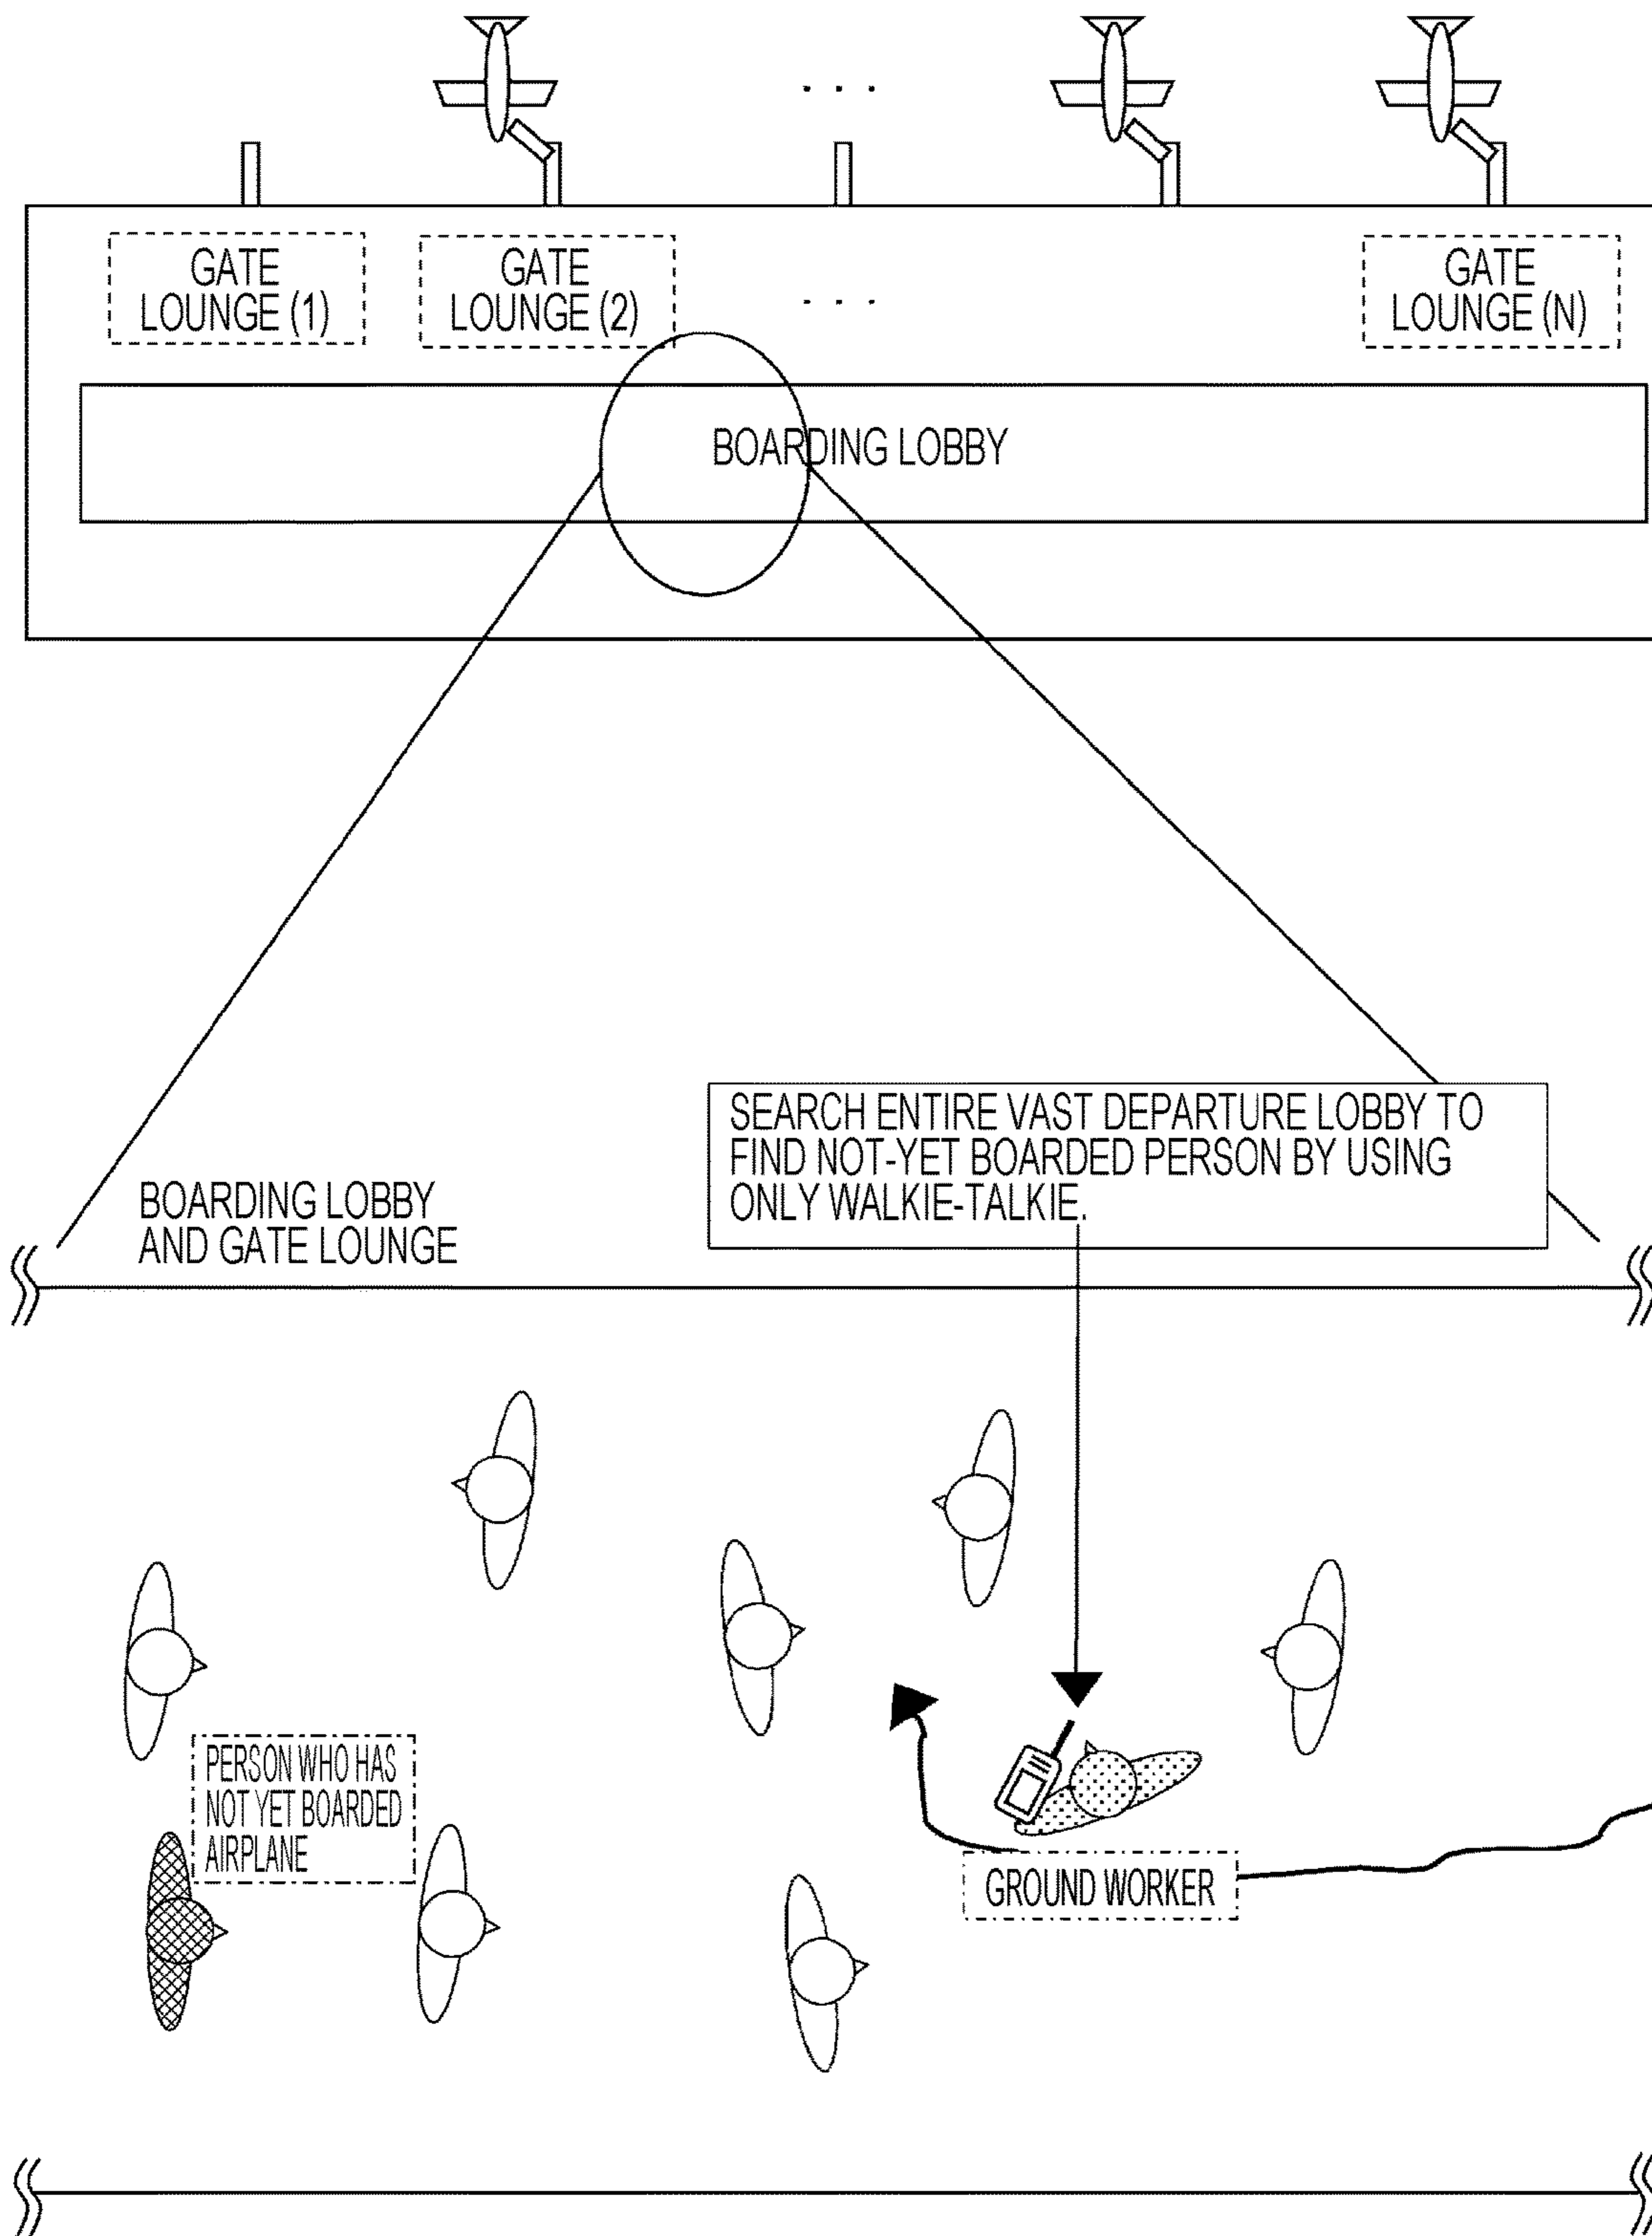 . . .
GATE
LOUNGE (1)
GATE
LOUNGE (2)
. . .
GATE
LOUNGE (N)
BOARDING LOBBY
SEARCH ENTIRE VAST DEPARTURE LOBBY TO
FIND NOT-YET BOARDED PERSON BY USING
ONLY WALKIE-TALKIE.
BOARDING LOBBY
AND GATE LOUNGE
PERSON WHO HAS
NOT YET BOARDED
AIRPLANE
GROUND WORKER